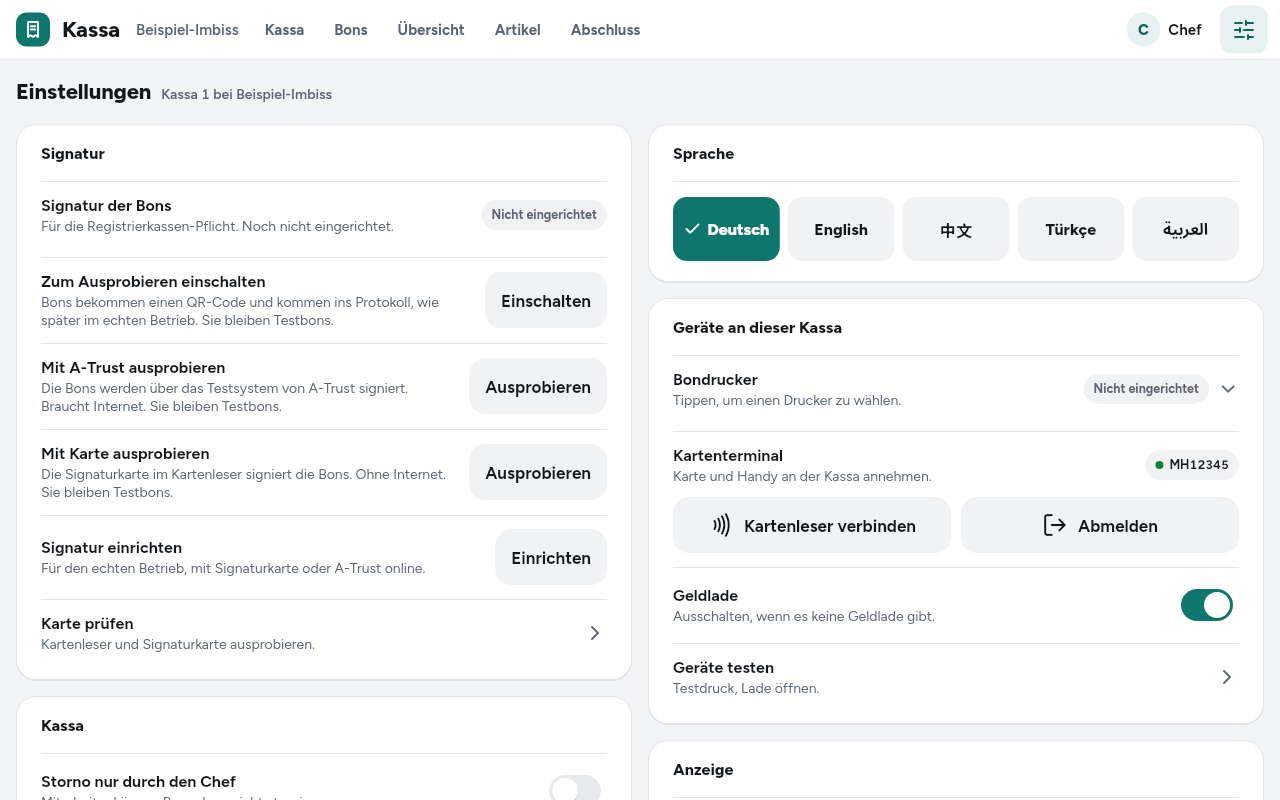 Kassa
Beispiel-Imbiss
Kassa
Bons
Übersicht
Artikel
Abschluss
C
Chef
Einstellungen
Kassa 1 bei Beispiel-Imbiss
Signatur
Signatur der Bons
Für die Registrierkassen-Pflicht. Noch nicht eingerichtet.
Nicht eingerichtet
Zum Ausprobieren einschalten
Bons bekommen einen QR-Code und kommen ins Protokoll, wie
später im echten Betrieb. Sie bleiben Testbons.
Einschalten
Mit A-Trust ausprobieren
Die Bons werden über das Testsystem von A-Trust signiert.
Braucht Internet. Sie bleiben Testbons.
Ausprobieren
Mit Karte ausprobieren
Die Signaturkarte im Kartenleser signiert die Bons. Ohne Internet.
Sie bleiben Testbons.
Ausprobieren
Signatur einrichten
Für den echten Betrieb, mit Signaturkarte oder A-Trust online.
Einrichten
Karte prüfen
Kartenleser und Signaturkarte ausprobieren.
Kassa
Storno nur durch den Chef
Sprache
Deutsch
English
中文
Türkçe
العربية
Geräte an dieser Kassa
Bondrucker
Tippen, um einen Drucker zu wählen.
Nicht eingerichtet
Kartenterminal
Karte und Handy an der Kassa annehmen.
MH12345
Kartenleser verbinden
Abmelden
Geldlade
Ausschalten, wenn es keine Geldlade gibt.
Geräte testen
Testdruck, Lade öffnen.
Anzeige